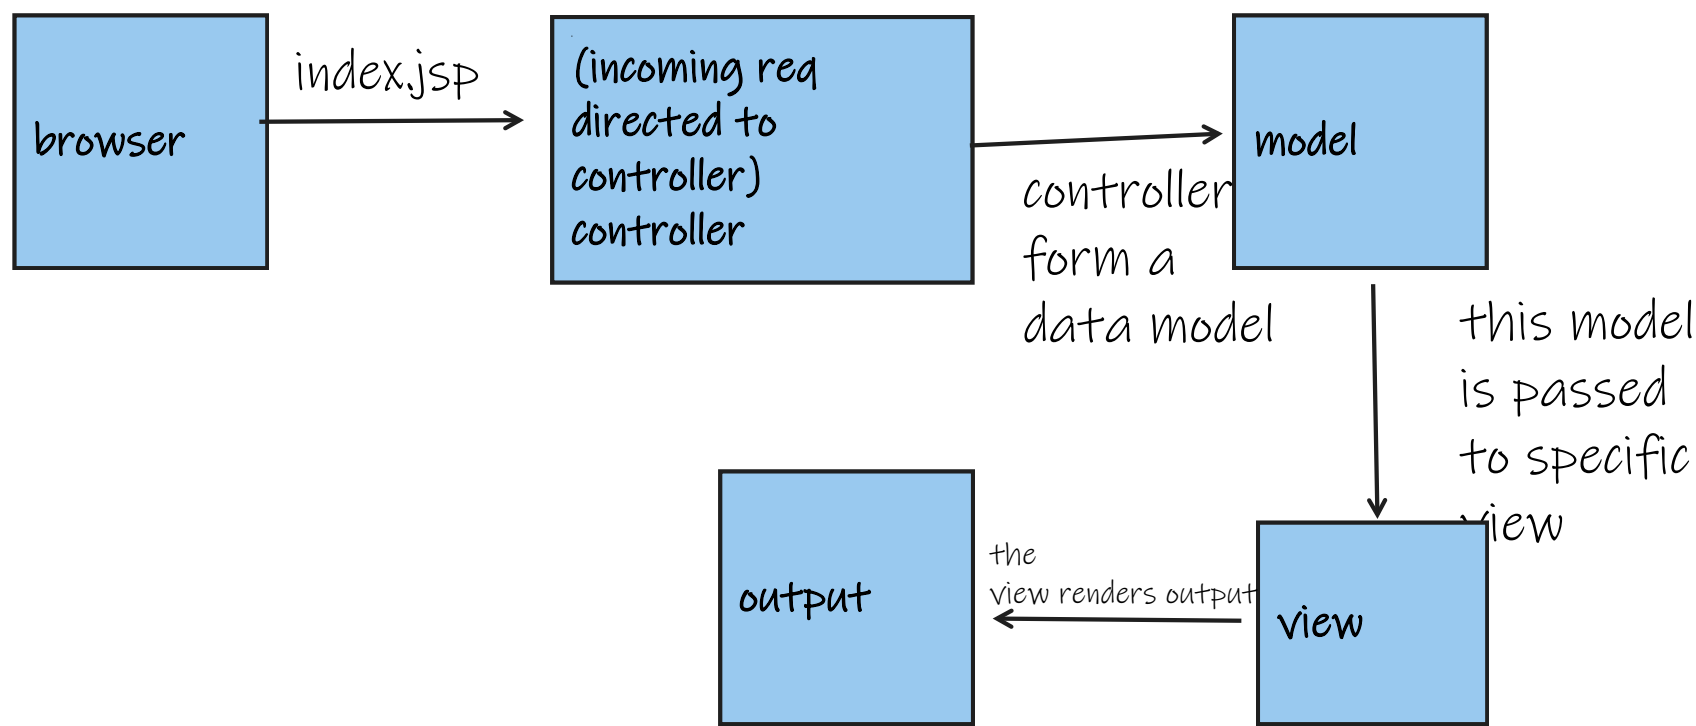 browser
index.jsp
(incoming req
directed to
controller)
controller
controller
form a
data model
model
this model
is passed
to specific
view
output
the
view renders output
view